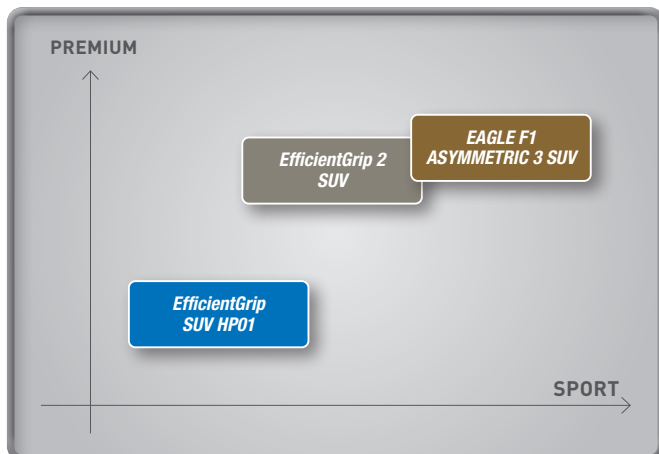 PREMIUM
EAGLE F1
ASYMMETRIC 3 SUV
EfficientGrip 2
SUV
EfficientGrip
SUV HP01
SPORT